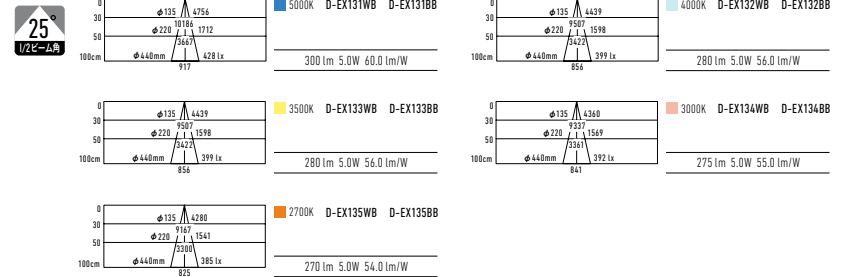 25°
1/2ビーム角
0
30
50
100cm
φ135 4756
10186
φ220 1712
3667
φ440mm 428 lx
917
5000K D-EX131WB D-EX131BB
300 lm 5.0W 60.0 lm/W
0
30
50
100cm
φ135 4439
9507
φ220 1598
3422
φ440mm 399 lx
856
4000K D-EX132WB D-EX132BB
280 lm 5.0W 56.0 lm/W
0
30
50
100cm
φ135 4439
9507
φ220 1598
3422
φ440mm 399 lx
856
3500K D-EX133WB D-EX133BB
280 lm 5.0W 56.0 lm/W
0
30
50
100cm
φ135 4360
9337
φ220 1569
3361
φ440mm 392 lx
841
3000K D-EX134WB D-EX134BB
275 lm 5.0W 55.0 lm/W
0
30
50
100cm
φ135 4280
9167
φ220 1541
3300
φ440mm 385 lx
825
2700K D-EX135WB D-EX135BB
270 lm 5.0W 54.0 lm/W